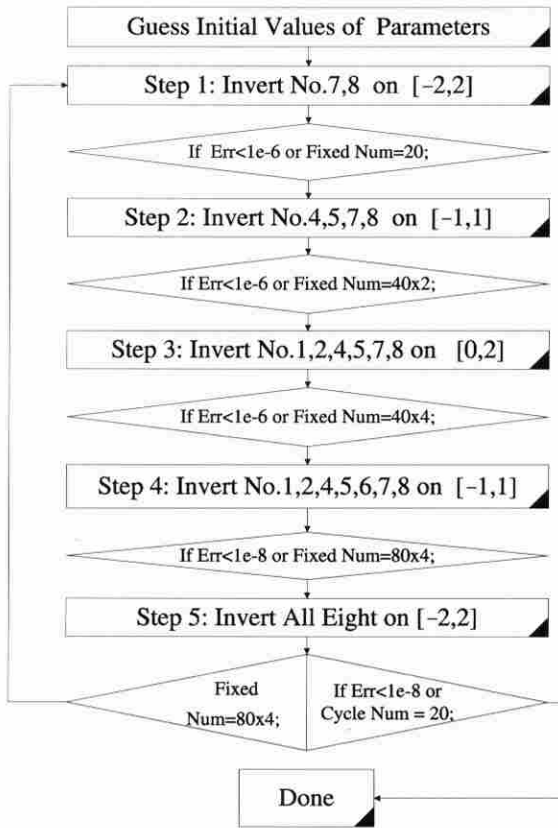 Guess Initial Values of Parameters
Step 1: Invert No.7,8 on [-2,2]
If Err<1e-6 or Fixed Num=20;
Step 2: Invert No.4,5,7,8 on [-1,1]
If Err<1e-6 or Fixed Num=40x2;
Step 3: Invert No.1,2,4,5,7,8 on [0,2]
If Err<1e-6 or Fixed Num=40x4;
Step 4: Invert No.1,2,4,5,6,7,8 on [-1,1]
If Err<1e-8 or Fixed Num=80x4;
Step 5: Invert All Eight on [-2,2]
Fixed
Num=80x4;
If Err<1e-8 or
Cycle Num = 20;
Done